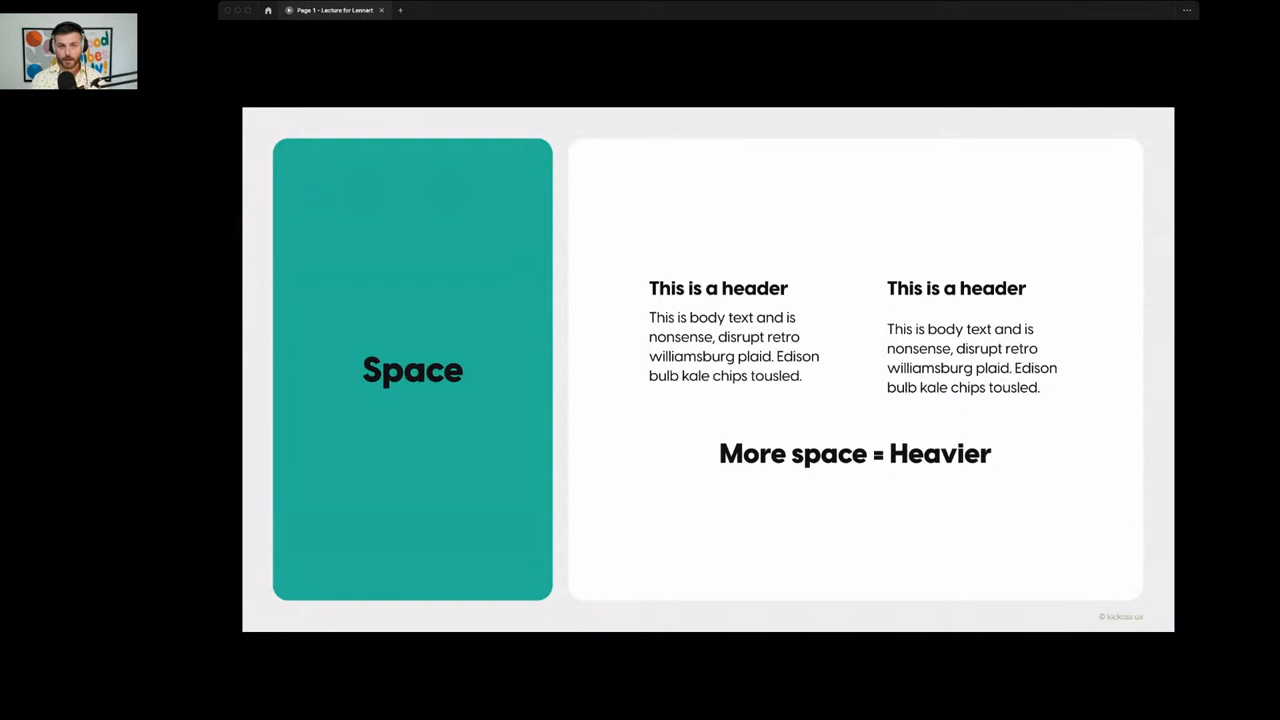 Page 1 - Lecture for Lennart
Space
This is a header
This is body text and is
nonsense, disrupt retro
williamsburg plaid. Edison
bulb kale chips tousled.
This is a header
This is body text and is
nonsense, disrupt retro
williamsburg plaid. Edison
bulb kale chips tousled.
More space = Heavier
© kickass ux